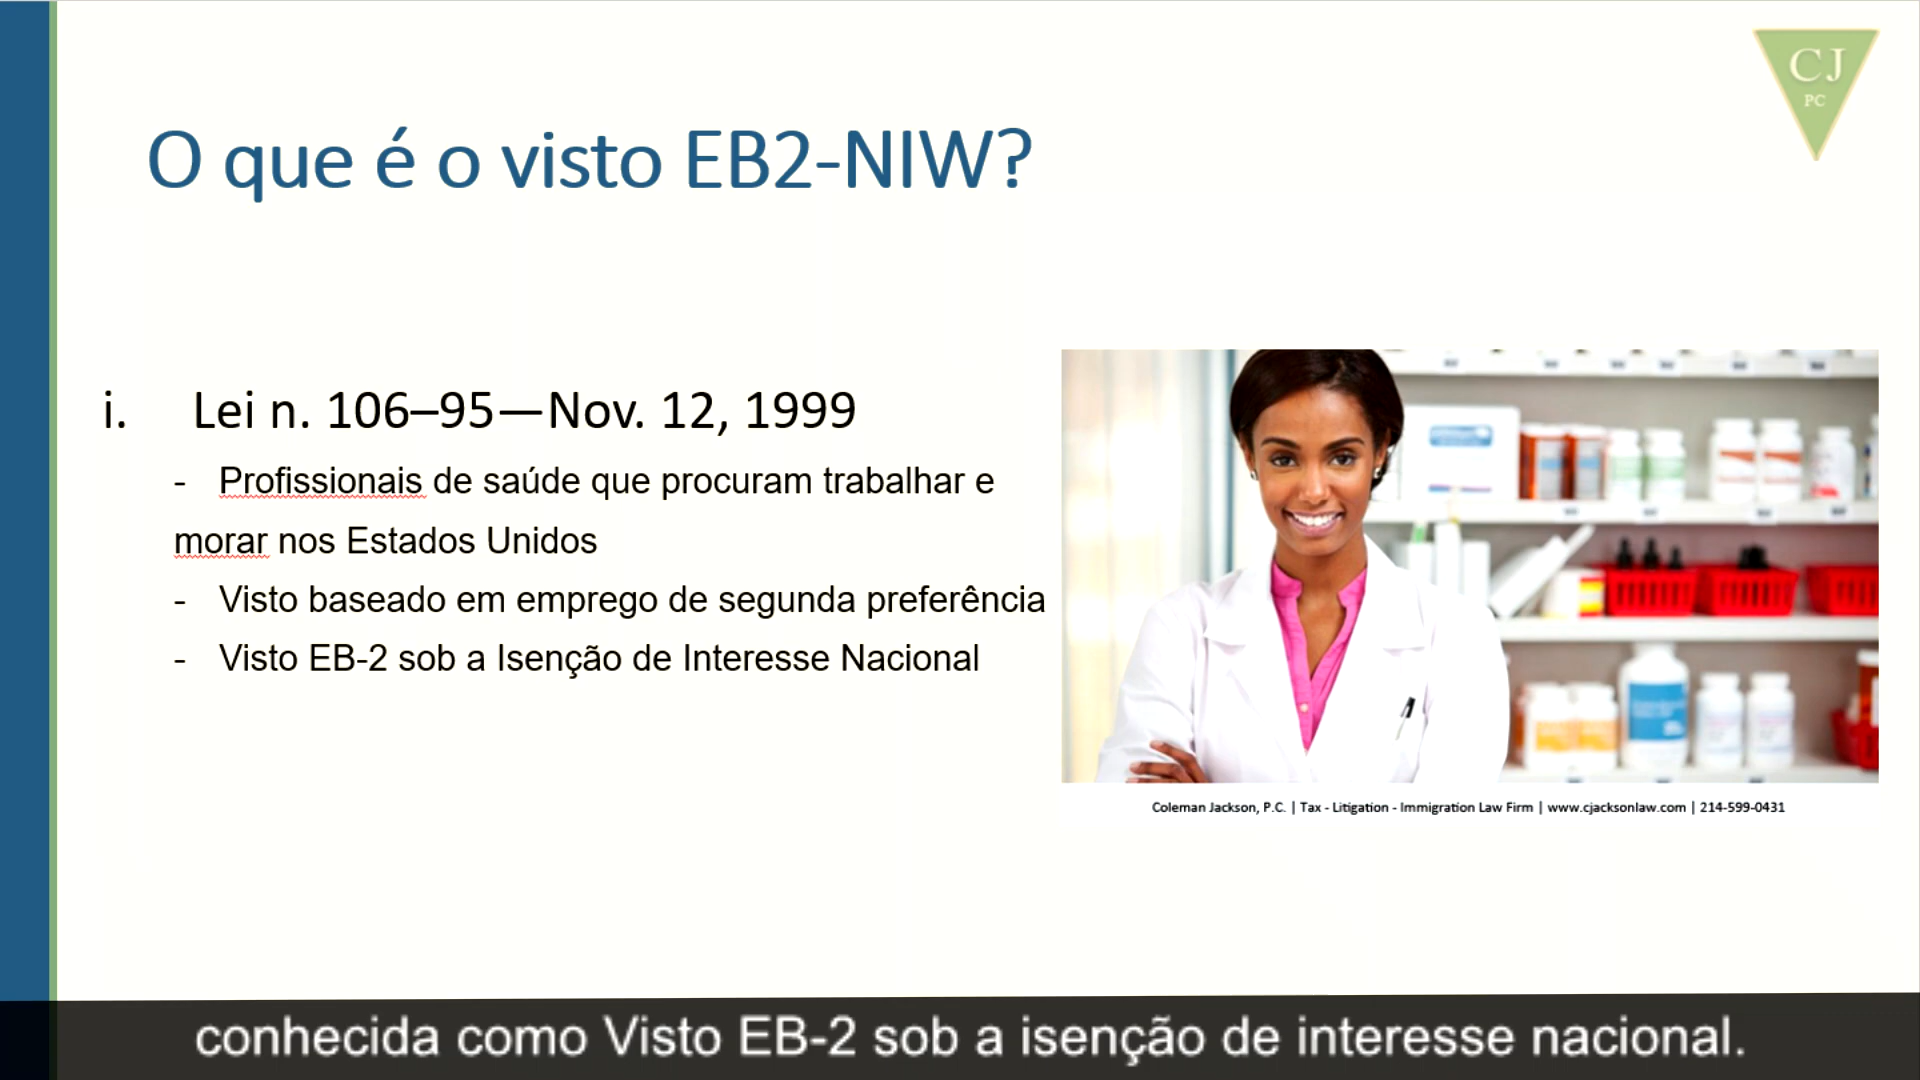 CJ
PC
O que é o visto EB2-NIW?
i. Lei n. 106–95—Nov. 12, 1999
- Profissionais de saúde que procuram trabalhar e
morar nos Estados Unidos
- Visto baseado em emprego de segunda preferência
- Visto EB-2 sob a Isenção de Interesse Nacional
Coleman Jackson, P.C. | Tax - Litigation - Immigration Law Firm | www.cjacksonlaw.com | 214-599-0431
conhecida como Visto EB-2 sob a isenção de interesse nacional.